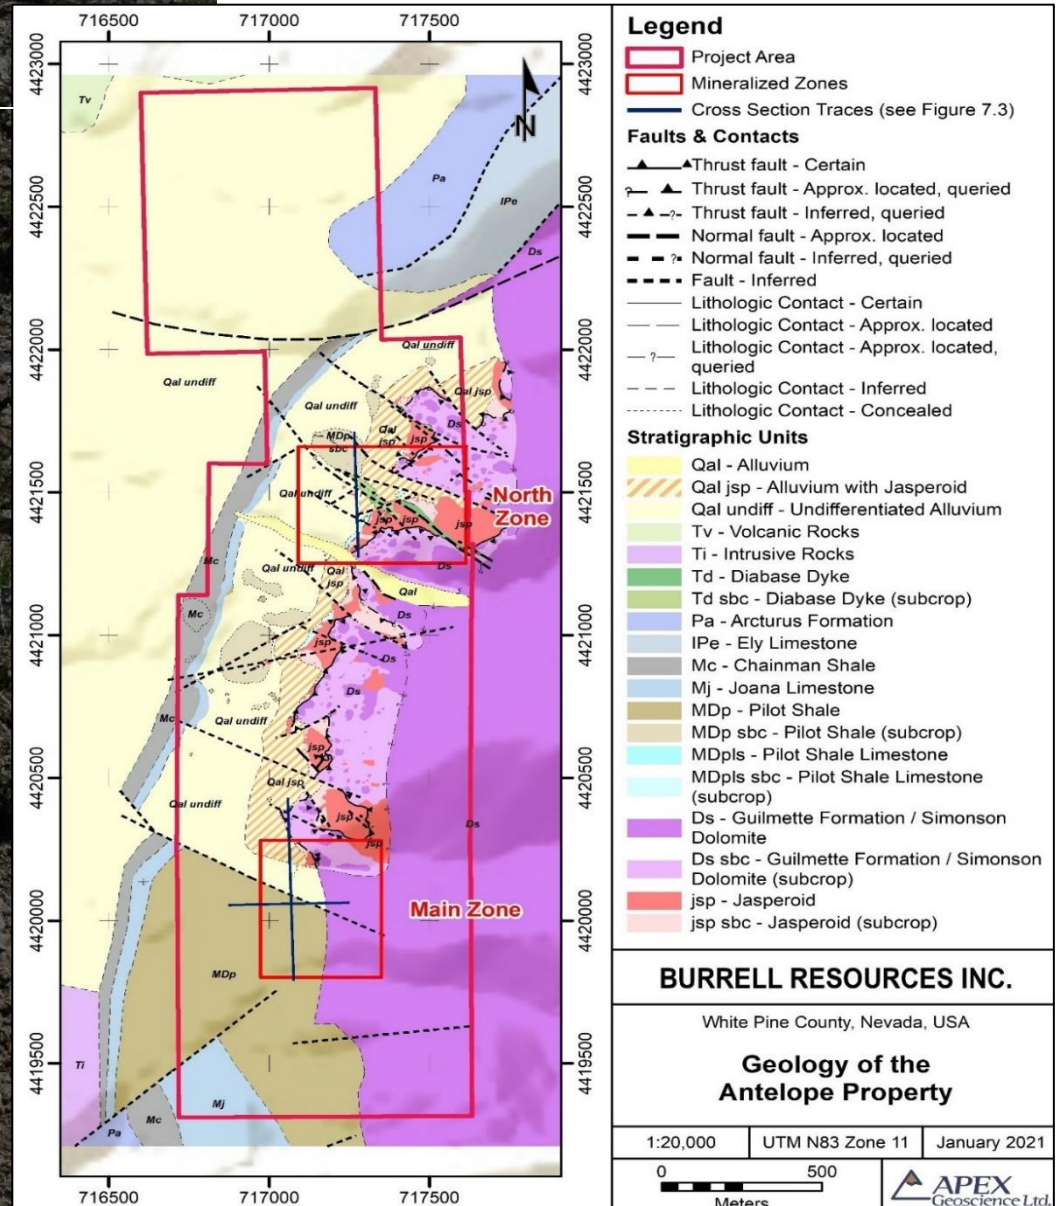 716500 717000 717500
4423000 4423000
4422500 4422500
4422000 4422000
4421500 4421500
4421000 4421000
4420500 4420500
4420000 4420000
4419500 4419500
716500 717000 717500
N
Tv
Pa
IPe
Ds
Qal undiff
Qal undiff
Qal undiff
Qal jsp
MDp
sbc
Qal
jsp
jsp
Ds
Qal undiff
North
Zone
jsp
jsp
jsp
Mc
Qal undiff
Qal
jsp
Ds
Qal
Mc
Ds
jsp
Ds
Ds
Mc
Qal undiff
jsp
Qal jsp
Qal undiff
jsp
jsp
Ds
Main Zone
MDp
Ti
Mj
Mc
Pa
Legend
Project Area
Mineralized Zones
Cross Section Traces (see Figure 7.3)
Faults & Contacts
Thrust fault - Certain
? Thrust fault - Approx. located, queried
? Thrust fault - Inferred, queried
Normal fault - Approx. located
? Normal fault - Inferred, queried
Fault - Inferred
Lithologic Contact - Certain
Lithologic Contact - Approx. located
? Lithologic Contact - Approx. located,
queried
Lithologic Contact - Inferred
Lithologic Contact - Concealed
Stratigraphic Units
Qal - Alluvium
Qal jsp - Alluvium with Jasperoid
Qal undiff - Undifferentiated Alluvium
Tv - Volcanic Rocks
Ti - Intrusive Rocks
Td - Diabase Dyke
Td sbc - Diabase Dyke (subcrop)
Pa - Arcturus Formation
IPe - Ely Limestone
Mc - Chainman Shale
Mj - Joana Limestone
MDp - Pilot Shale
MDp sbc - Pilot Shale (subcrop)
MDpls - Pilot Shale Limestone
MDpls sbc - Pilot Shale Limestone
(subcrop)
Ds - Guilmette Formation / Simonson
Dolomite
Ds sbc - Guilmette Formation / Simonson
Dolomite (subcrop)
jsp - Jasperoid
jsp sbc - Jasperoid (subcrop)
BURRELL RESOURCES INC.
White Pine County, Nevada, USA
Geology of the
Antelope Property
1:20,000 UTM N83 Zone 11 January 2021
0 500
Meters
APEX
Geoscience Ltd.